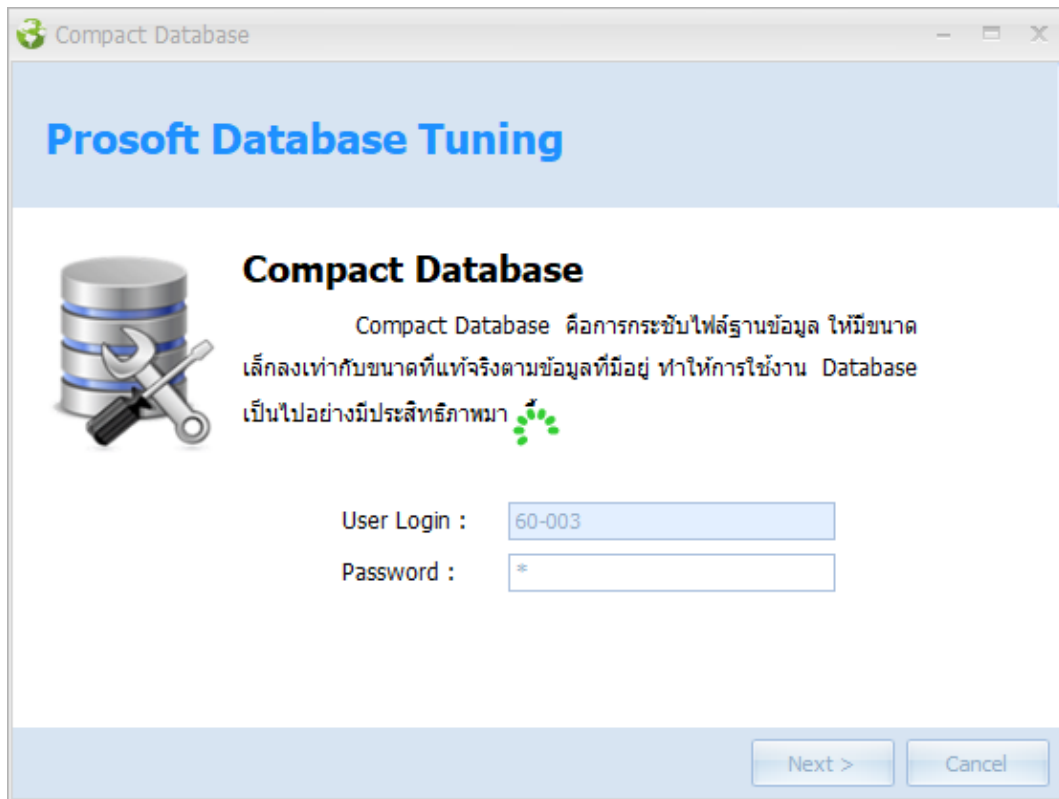 Compact Database
Prosoft Database Tuning
Compact Database
Compact Database คือการกระชับไฟล์ฐานข้อมูล ให้มีขนาด
เล็กลงเท่ากับขนาดที่แท้จริงตามข้อมูลที่มีอยู่ ทำให้การใช้งาน Database
เป็นไปอย่างมีประสิทธิภาพมา
User Login :
60-003
Password :
*
Next >
Cancel